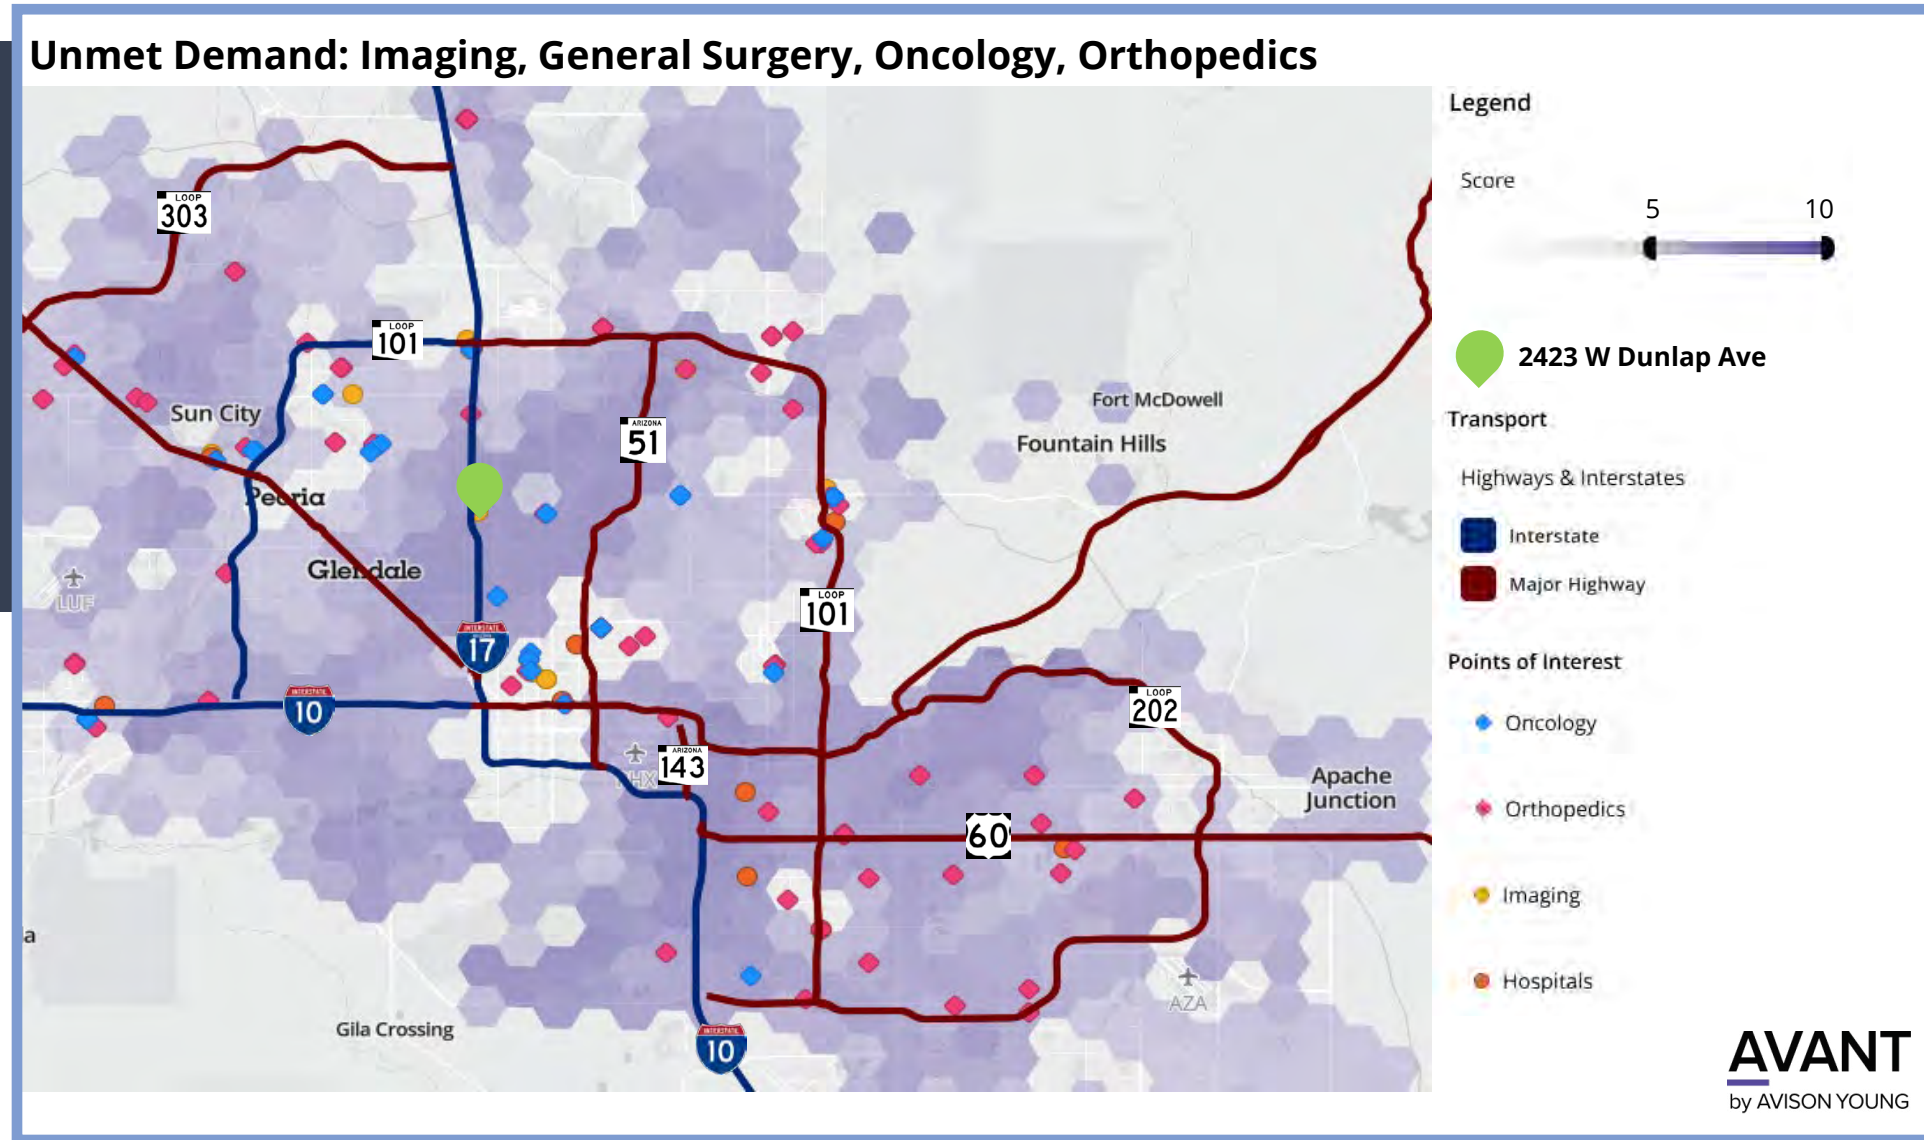 Unmet Demand: Imaging, General Surgery, Oncology, Orthopedics
LOOP
303
LOOP
101
Sun City
Peoria
Glendale
LUF
ARIZONA
51
Fort McDowell
Fountain Hills
LOOP
101
INTERSTATE
17
INTERSTATE
10
LOOP
202
ARIZONA
143
Apache
Junction
60
a
AZA
Gila Crossing
INTERSTATE
10
Legend
Score
5 10
2423 W Dunlap Ave
Transport
Highways & Interstates
Interstate
Major Highway
Points of Interest
Oncology
Orthopedics
Imaging
Hospitals
AVANT
by AVISON YOUNG